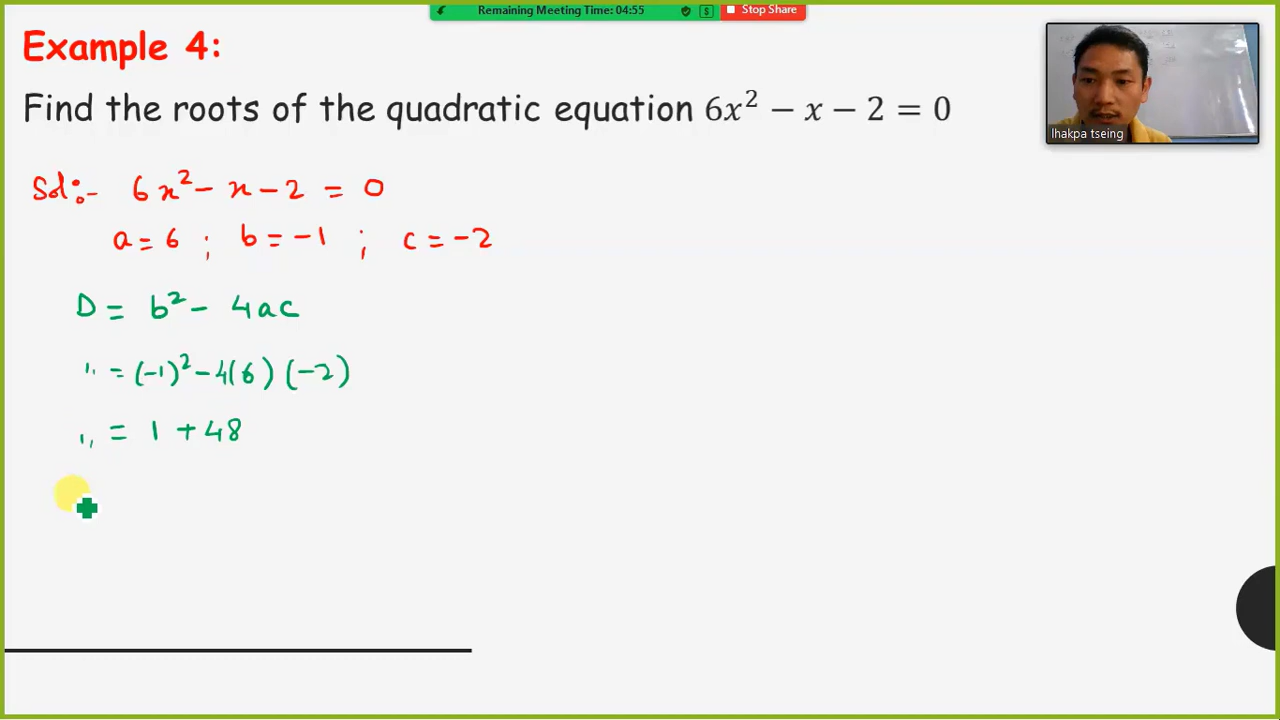 Remaining Meeting Time: 04:55 Stop Share
Example 4:
Find the roots of the quadratic equation 6x² − x − 2 = 0
lhakpa tseing
Sol:- 6x² - x - 2 = 0
a = 6 ; b = -1 ; c = -2
D = b² - 4ac
" = (-1)² - 4(6) (-2)
" = 1 + 48